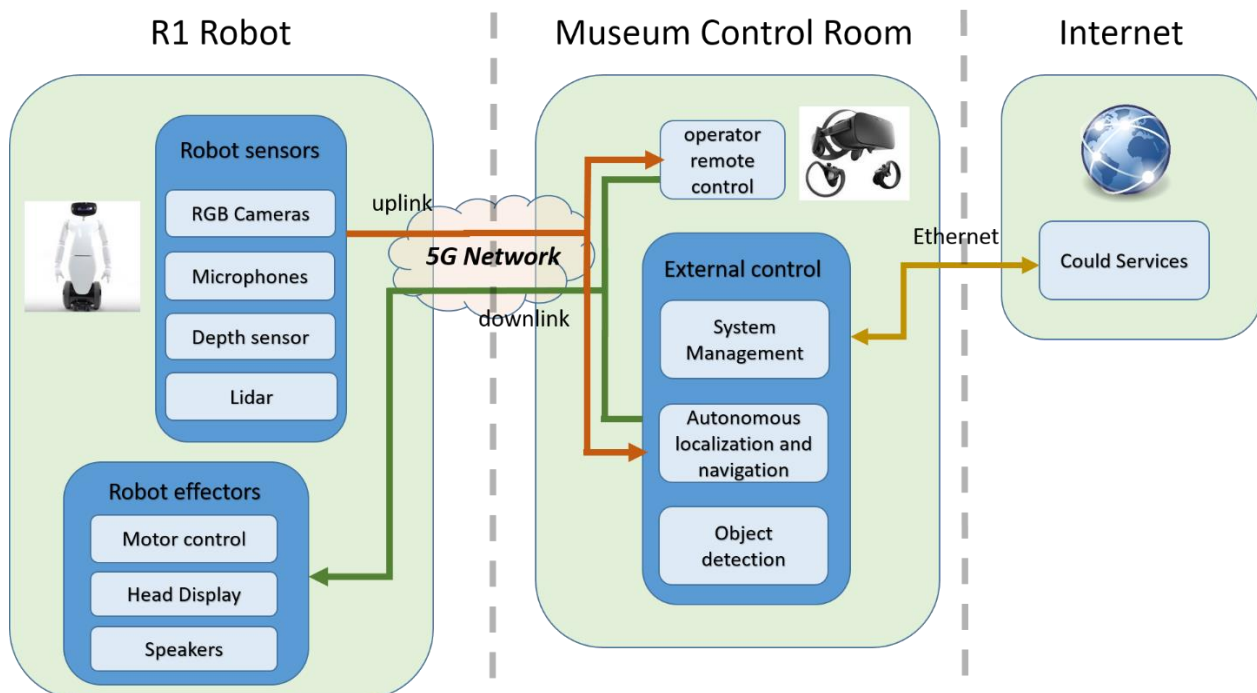 R1 Robot
Museum Control Room
Internet
Robot sensors
RGB Cameras
Microphones
Depth sensor
Lidar
Robot effectors
Motor control
Head Display
Speakers
uplink
5G Network
downlink
operator
remote
control
External control
System
Management
Autonomous
localization and
navigation
Object
detection
Ethernet
Could Services